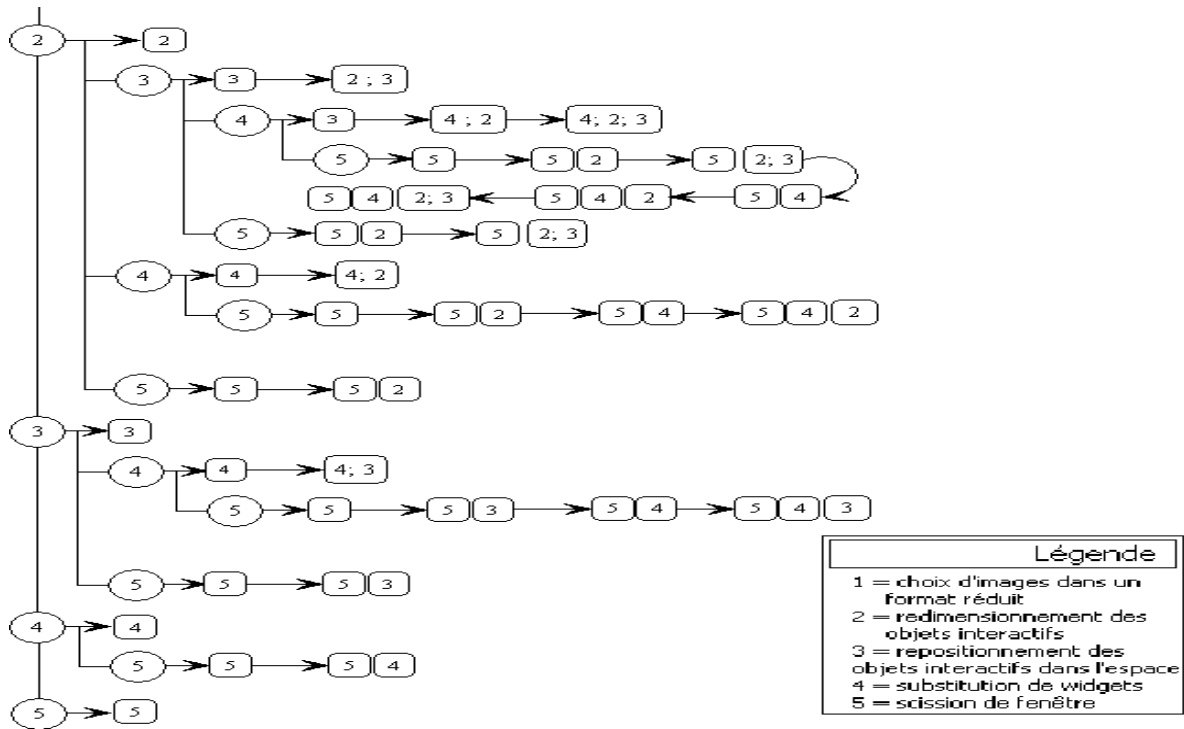 2 2
3 3 2 ; 3
4 3 4 ; 2 4; 2; 3
5 5 5 2 5 2; 3
5 4 2; 3 5 4 2 5 4
5 5 2 5 2; 3
4 4 4; 2
5 5 5 2 5 4 5 4 2
5 5 5 2
3 3
4 4 4; 3
5 5 5 3 5 4 5 4 3
5 5 5 3
4 4
5 5 5 4
5 5
Légende
1 = choix d'images dans un
format réduit
2 = redimensionnement des
objets interactifs
3 = repositionnement des
objets interactifs dans l'espace
4 = substitution de widgets
5 = scission de fenêtre